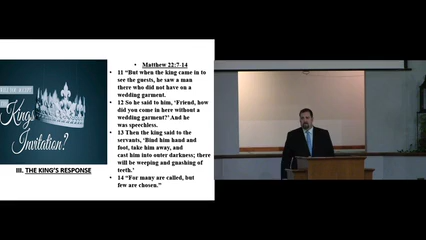 King's
Invitation?
III. THE KING'S RESPONSE
• Matthew 22:7-14
• 11 "But when the king came in to
see the guests, he saw a man
there who did not have on a
wedding garment.
• 12 So he said to him, 'Friend, how
did you come in here without a
wedding garment?' And he
was speechless.
• 13 Then the king said to the
servants, 'Bind him hand and
foot, take him away, and
cast him into outer darkness; there
will be weeping and gnashing of
teeth.'
• 14 "For many are called, but
few are chosen."